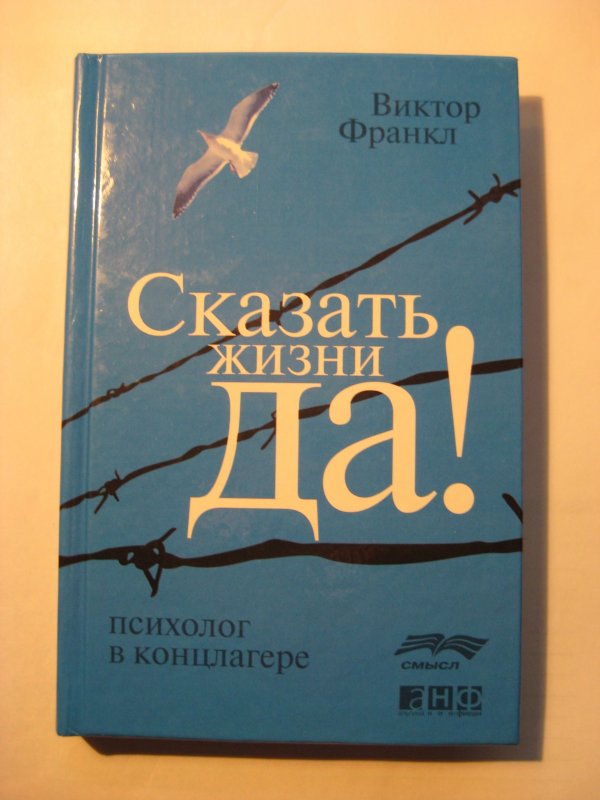 Виктор
Франкл
Сказать
жизни
да!
психолог
в концлагере
СМЫСЛ
анф